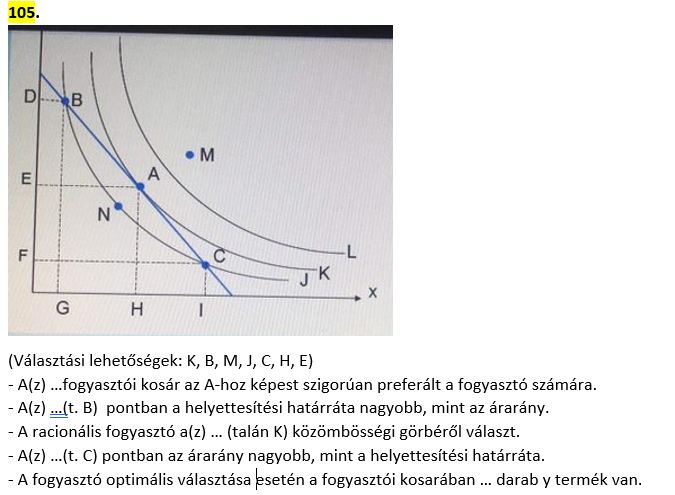 105.
D
B
A
M
E
N
C
L
F
K
J
X
G
H
I
(Választási lehetőségek: K, B, M, J, C, H, E)
- A(z) ...fogyasztói kosár az A-hoz képest szigorúan preferált a fogyasztó számára.
- A(z) ...(t. B) pontban a helyettesítési határráta nagyobb, mint az árarány.
- A racionális fogyasztó a(z) ... (talán K) közömbösségi görbéről választ.
- A(z) ...(t. C) pontban az árarány nagyobb, mint a helyettesítési határráta.
- A fogyasztó optimális választása esetén a fogyasztói kosarában ... darab y termék van.